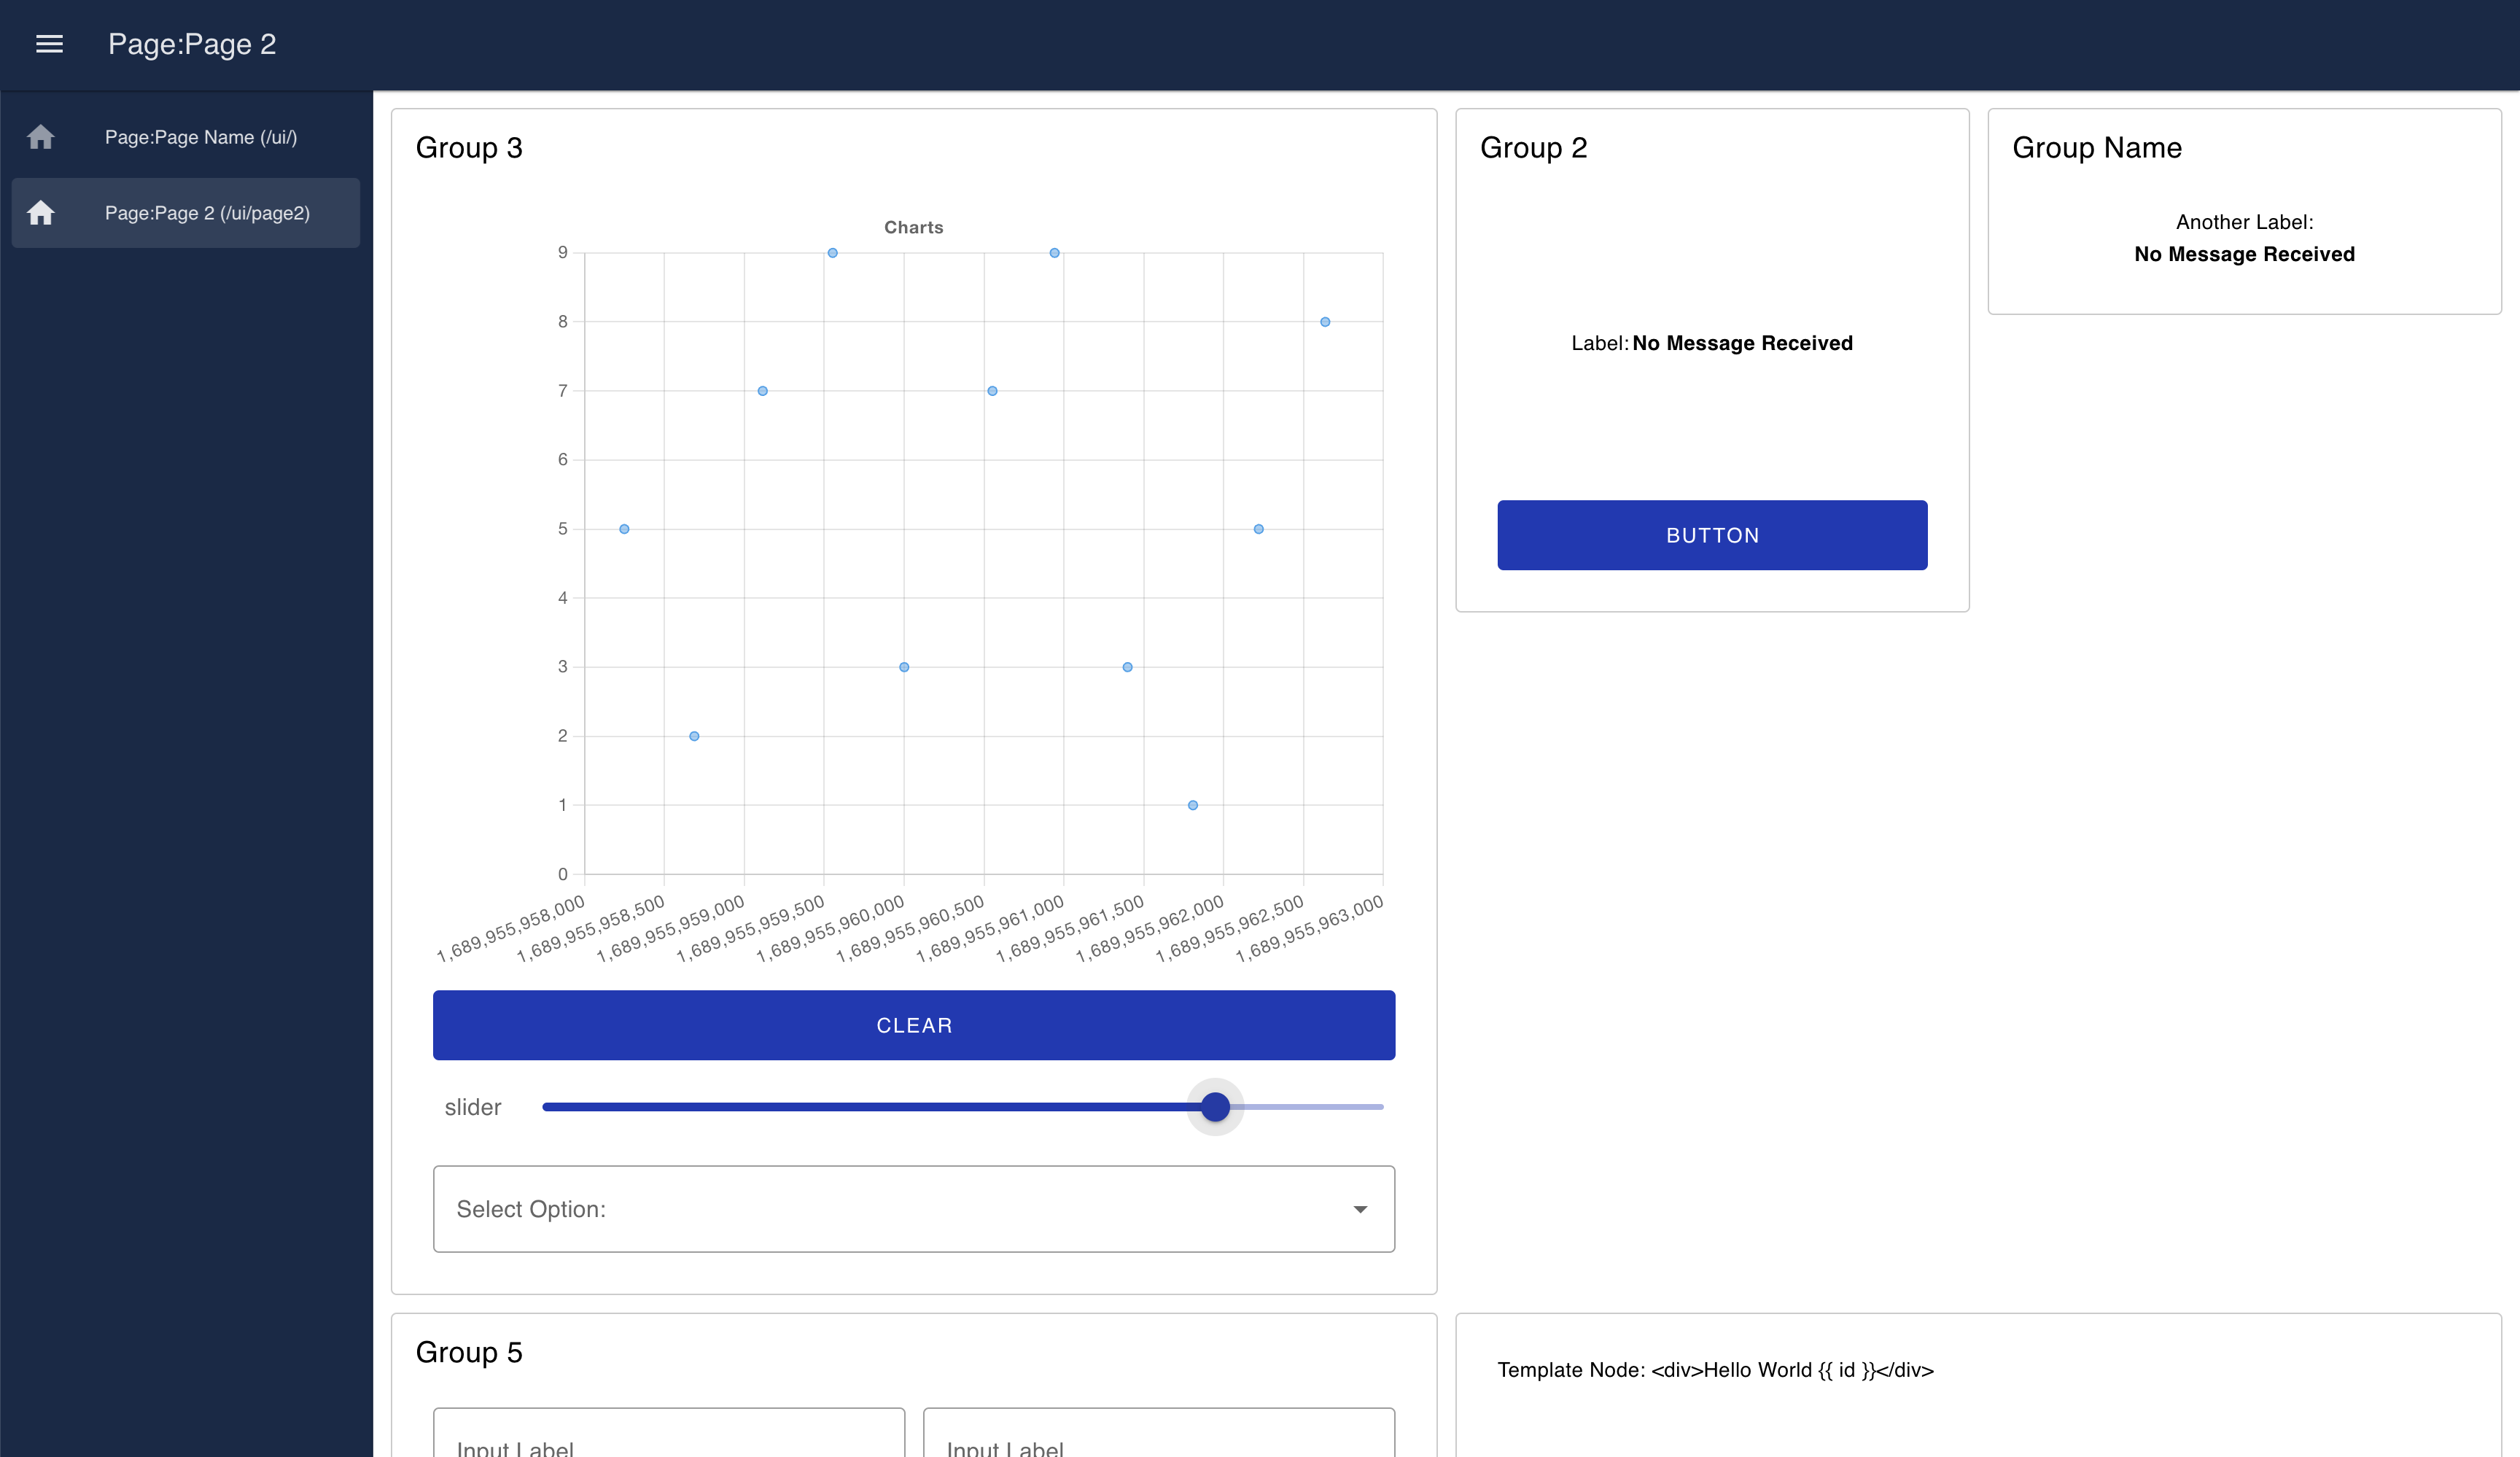 Page:Page 2
Page:Page Name (/ui/)
Page:Page 2 (/ui/page2)
Group 3
Charts
9
8
7
6
5
4
3
2
1
0
1,689,955,958,000
1,689,955,958,500
1,689,955,959,000
1,689,955,959,500
1,689,955,960,000
1,689,955,960,500
1,689,955,961,000
1,689,955,961,500
1,689,955,962,000
1,689,955,962,500
1,689,955,963,000
CLEAR
slider
Select Option:
Group 2
Label: No Message Received
BUTTON
Group Name
Another Label:
No Message Received
Group 5
Input Label
Input Label
Template Node: <div>Hello World {{ id }}</div>